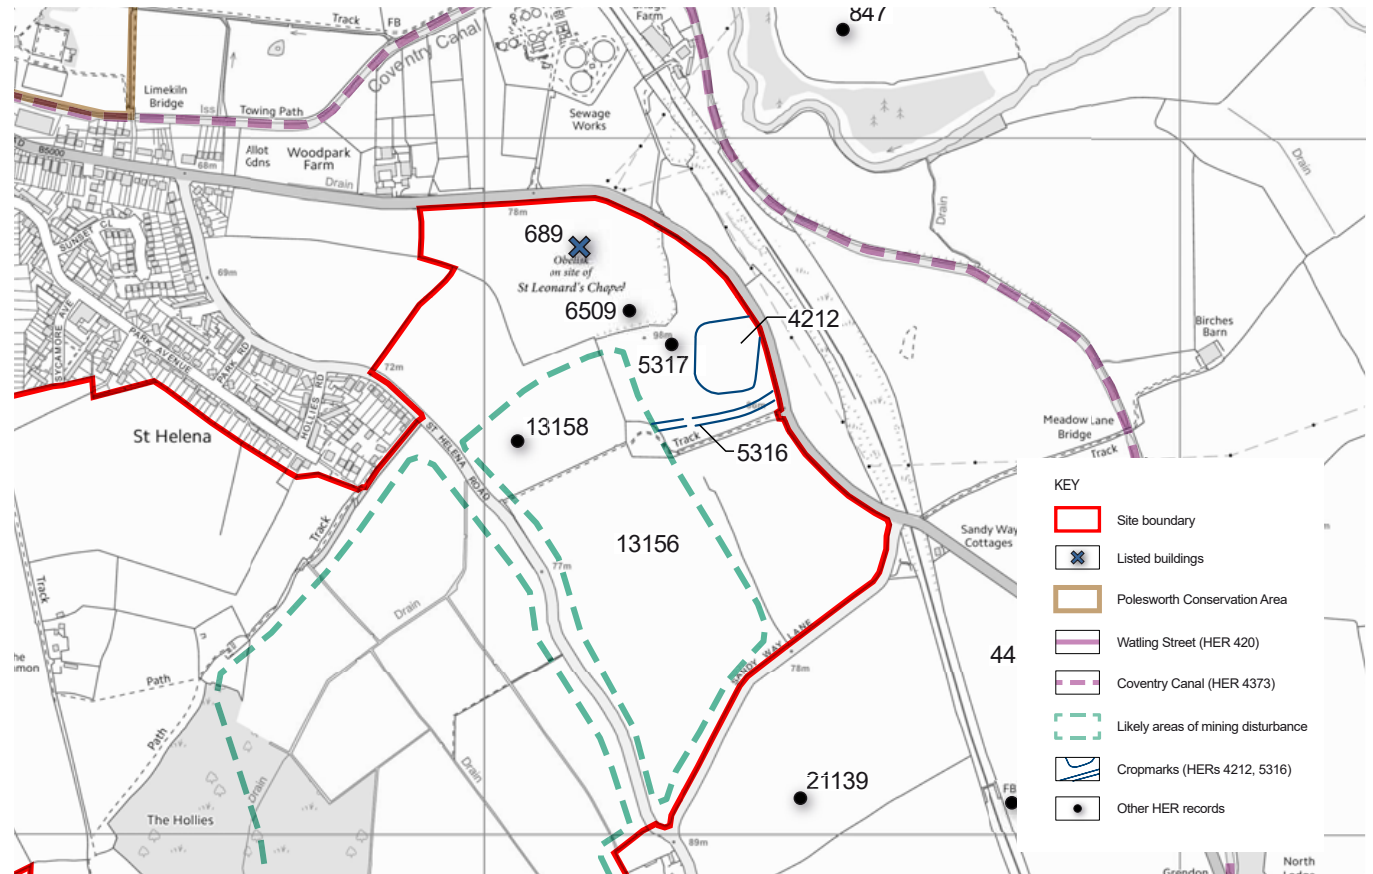 847
Track
FB
Farm
Coventry Canal
Limekiln
Bridge
Iss
Towing Path
Sewage
Works
B5000
68m
Allot
Gdns
Woodpark
Farm
Drain
Drain
Drain
78m
689
Obelisk
on site of
St Leonard's Chapel
SUNSET CL
69m
6509
4212
98m
5317
Birches
Barn
SYCAMORE AVE
PARK AVENUE
PARK RD
HOLLIES RD
72m
St Helena
13158
ST HELENA
ROAD
Track
5316
Meadow Lane
Bridge
Track
KEY
Site boundary
Listed buildings
Polesworth Conservation Area
Watling Street (HER 420)
Coventry Canal (HER 4373)
Likely areas of mining disturbance
Cropmarks (HERs 4212, 5316)
Other HER records
Track
13156
Sandy Way
Cottages
77m
Track
Drain
SANDY WAY LANE
78m
44
Path
Path
Drain
Drain
21139
FB
The Hollies
89m
Grendon
North